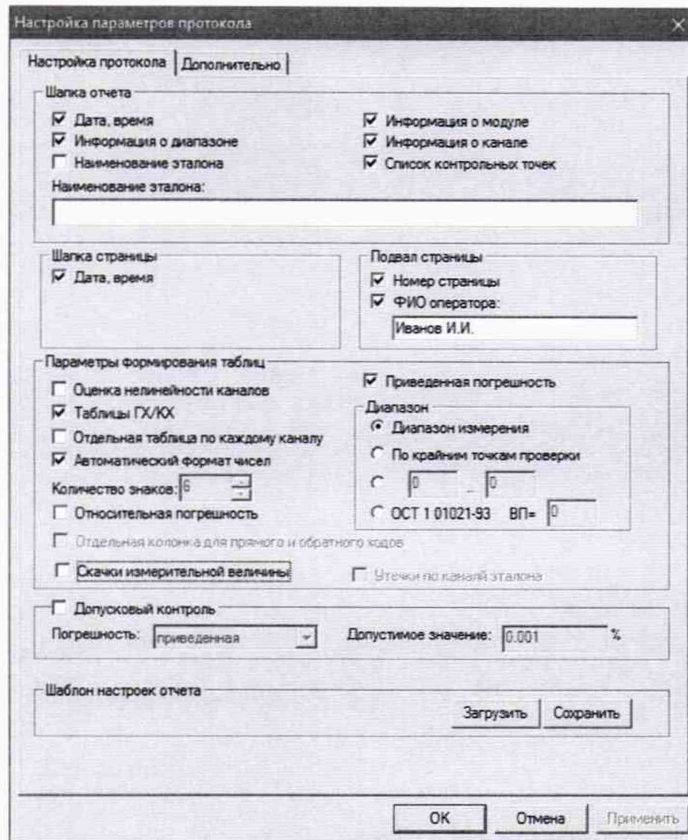 Настройка параметров протокола
Настройка протокола
Дополнительно
Шапка отчета
Дата, время
Информация о модуле
Информация о диапазоне
Информация о канале
Наименование эталона
Список контрольных точек
Наименование эталона:
Шапка страницы
Дата, время
Подвал страницы
Номер страницы
ФИО оператора:
Иванов И.И.
Параметры формирования таблиц
Оценка нелинейности каналов
Таблицы ГХ/КХ
Отдельная таблица по каждому каналу
Автоматический формат чисел
Количество знаков: 6
Относительная погрешность
Приведенная погрешность
Диапазон
Диапазон измерения
По крайним точкам проверки
0 .. 0
ОСТ 1 01021-93 ВП= 0
Отдельная колонка для прямого и обратного ходов
Скачки измерительной величины
Утечки по каналй эталона
Допусковый контроль
Погрешность: приведенная
Допустимое значение: 0.001 %
Шаблон настроек отчета
Загрузить
Сохранить
OK
Отмена
Применить